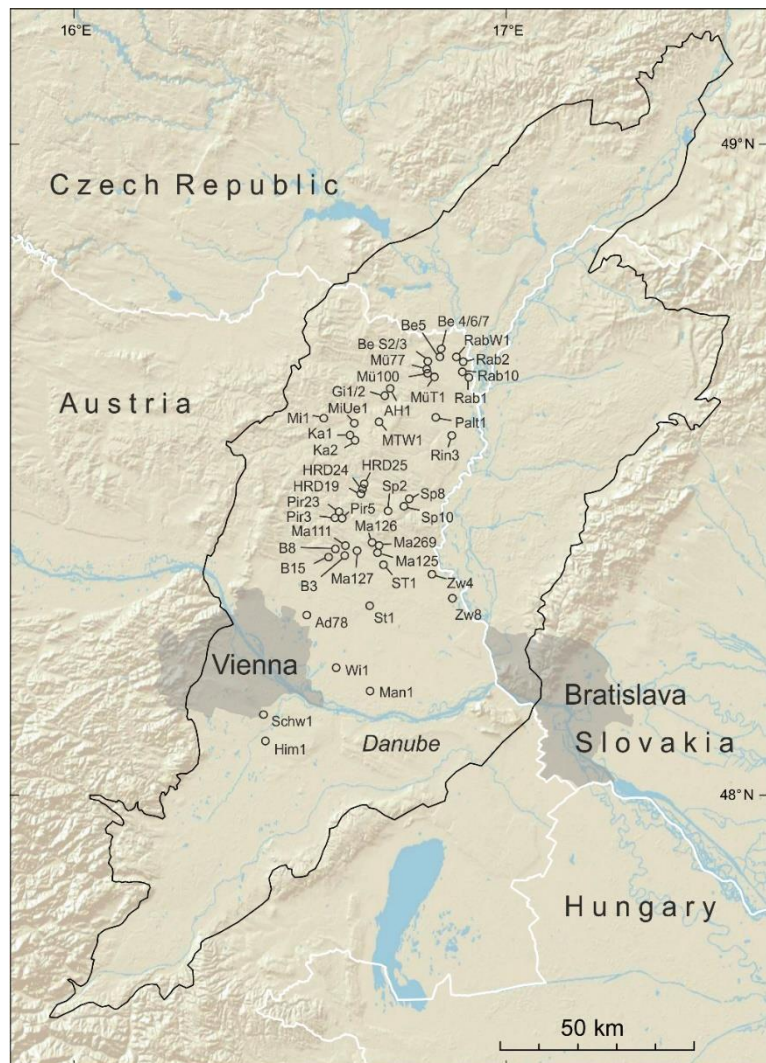 16°E
17°E
49°N
Czech Republic
Be 4/6/7
Be5
RabW1
Be S2/3
Rab2
Mü77
Rab10
Mü100
MüT1
Rab1
Gi1/2
Austria
MiUe1
AH1
Palt1
Mi1
Ka1
MTW1
Ka2
Rin3
HRD24
HRD25
HRD19
Sp2
Sp8
Pir23
Pir5
Sp10
Pir3
Ma126
Ma111
Ma269
B8
Ma125
B15
Ma127
ST1
B3
Zw4
Ad78
St1
Zw8
Vienna
Wi1
Man1
Bratislava
Schw1
Danube
Slovakia
Him1
48°N
Hungary
50 km